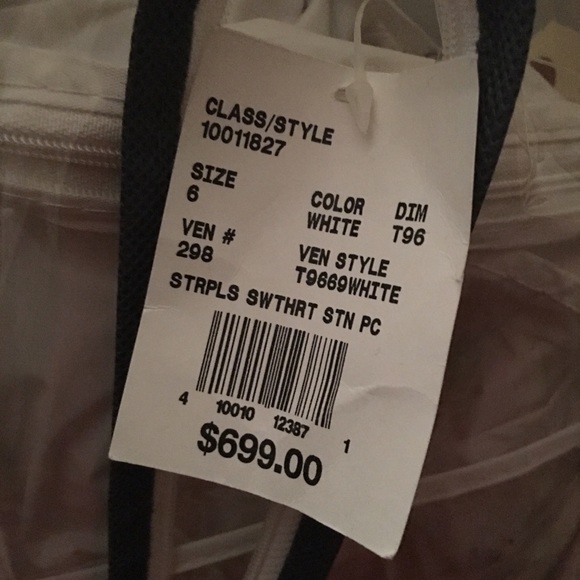 CLASS/STYLE
10011827
SIZE
6
COLOR
WHITE
DIM
T96
VEN #
298
VEN STYLE
T9669WHITE
STRPLS SWTHRT STN PC
4 10010 12387 1
$699.00